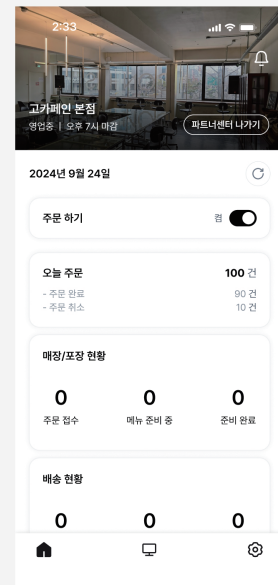 2:33
고카페인 본점
영업중 | 오후 7시 마감
파트너센터 나가기
2024년 9월 24일
주문 하기
켬
오늘 주문
100 건
- 주문 완료
90 건
- 주문 취소
10 건
매장/포장 현황
0 0 0
주문 접수 메뉴 준비 중 준비 완료
배송 현황
0 0 0